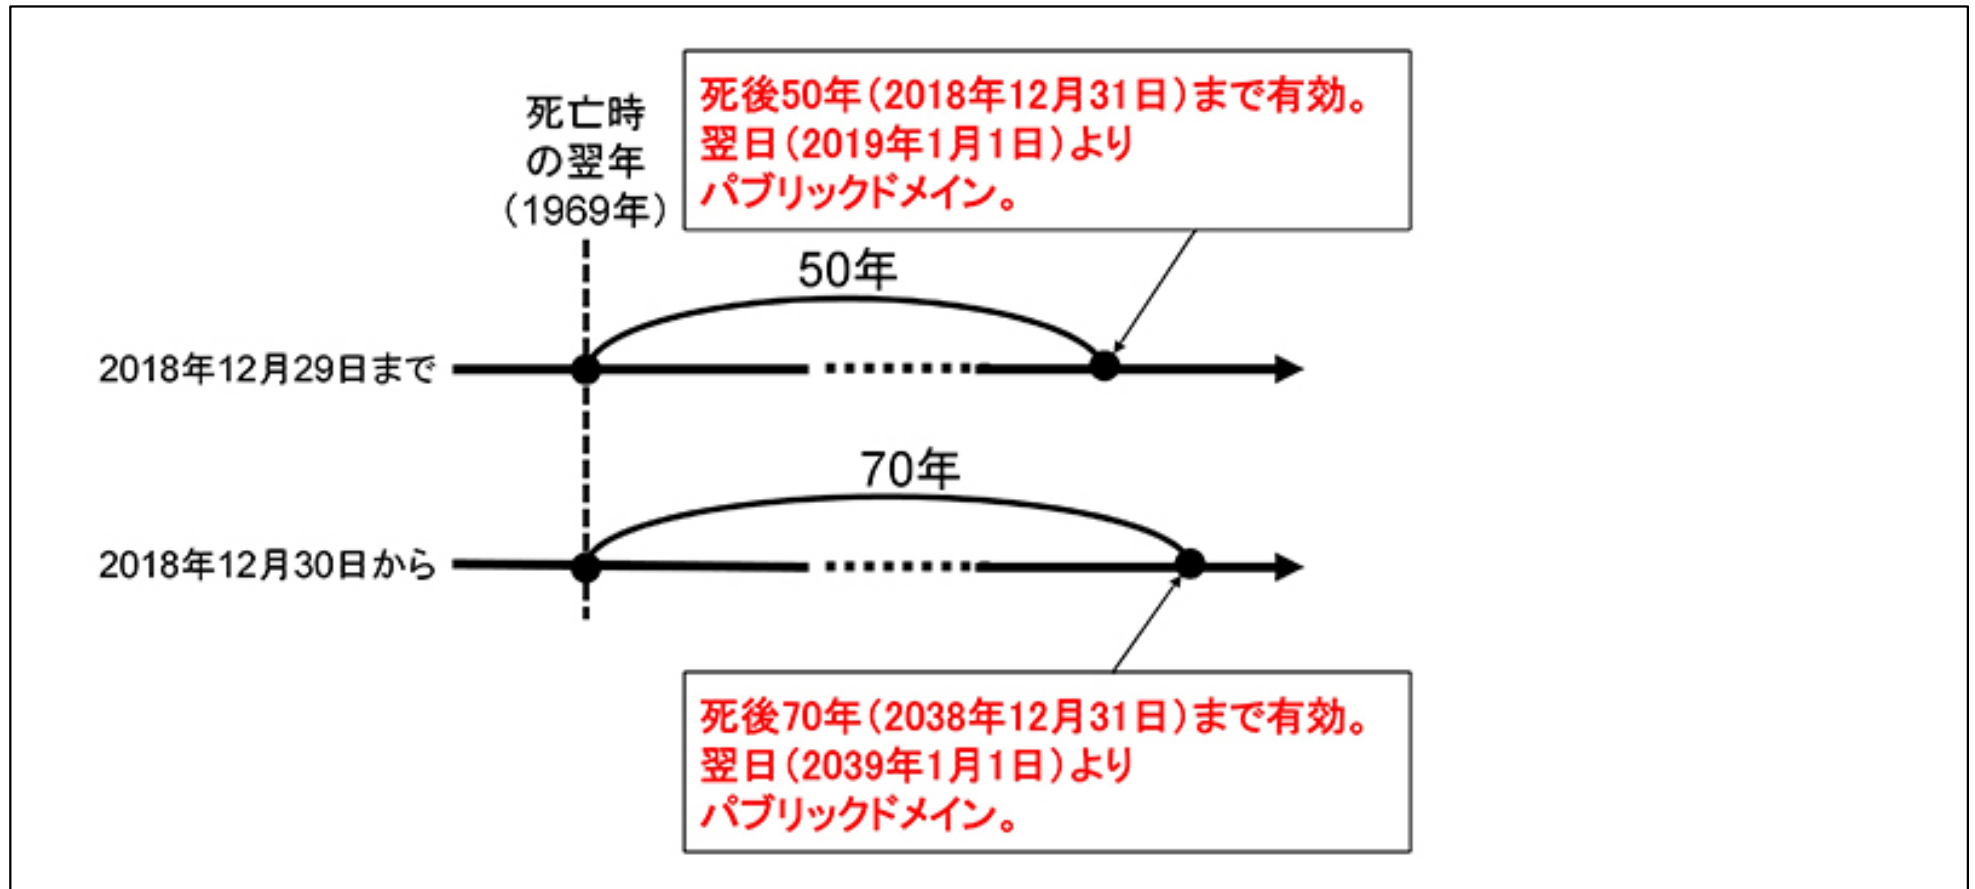 死亡時
の翌年
（1969年）
死後50年（2018年12月31日）まで有効。
翌日（2019年1月1日）より
パブリックドメイン。
50年
2018年12月29日まで
70年
2018年12月30日から
死後70年（2038年12月31日）まで有効。
翌日（2039年1月1日）より
パブリックドメイン。